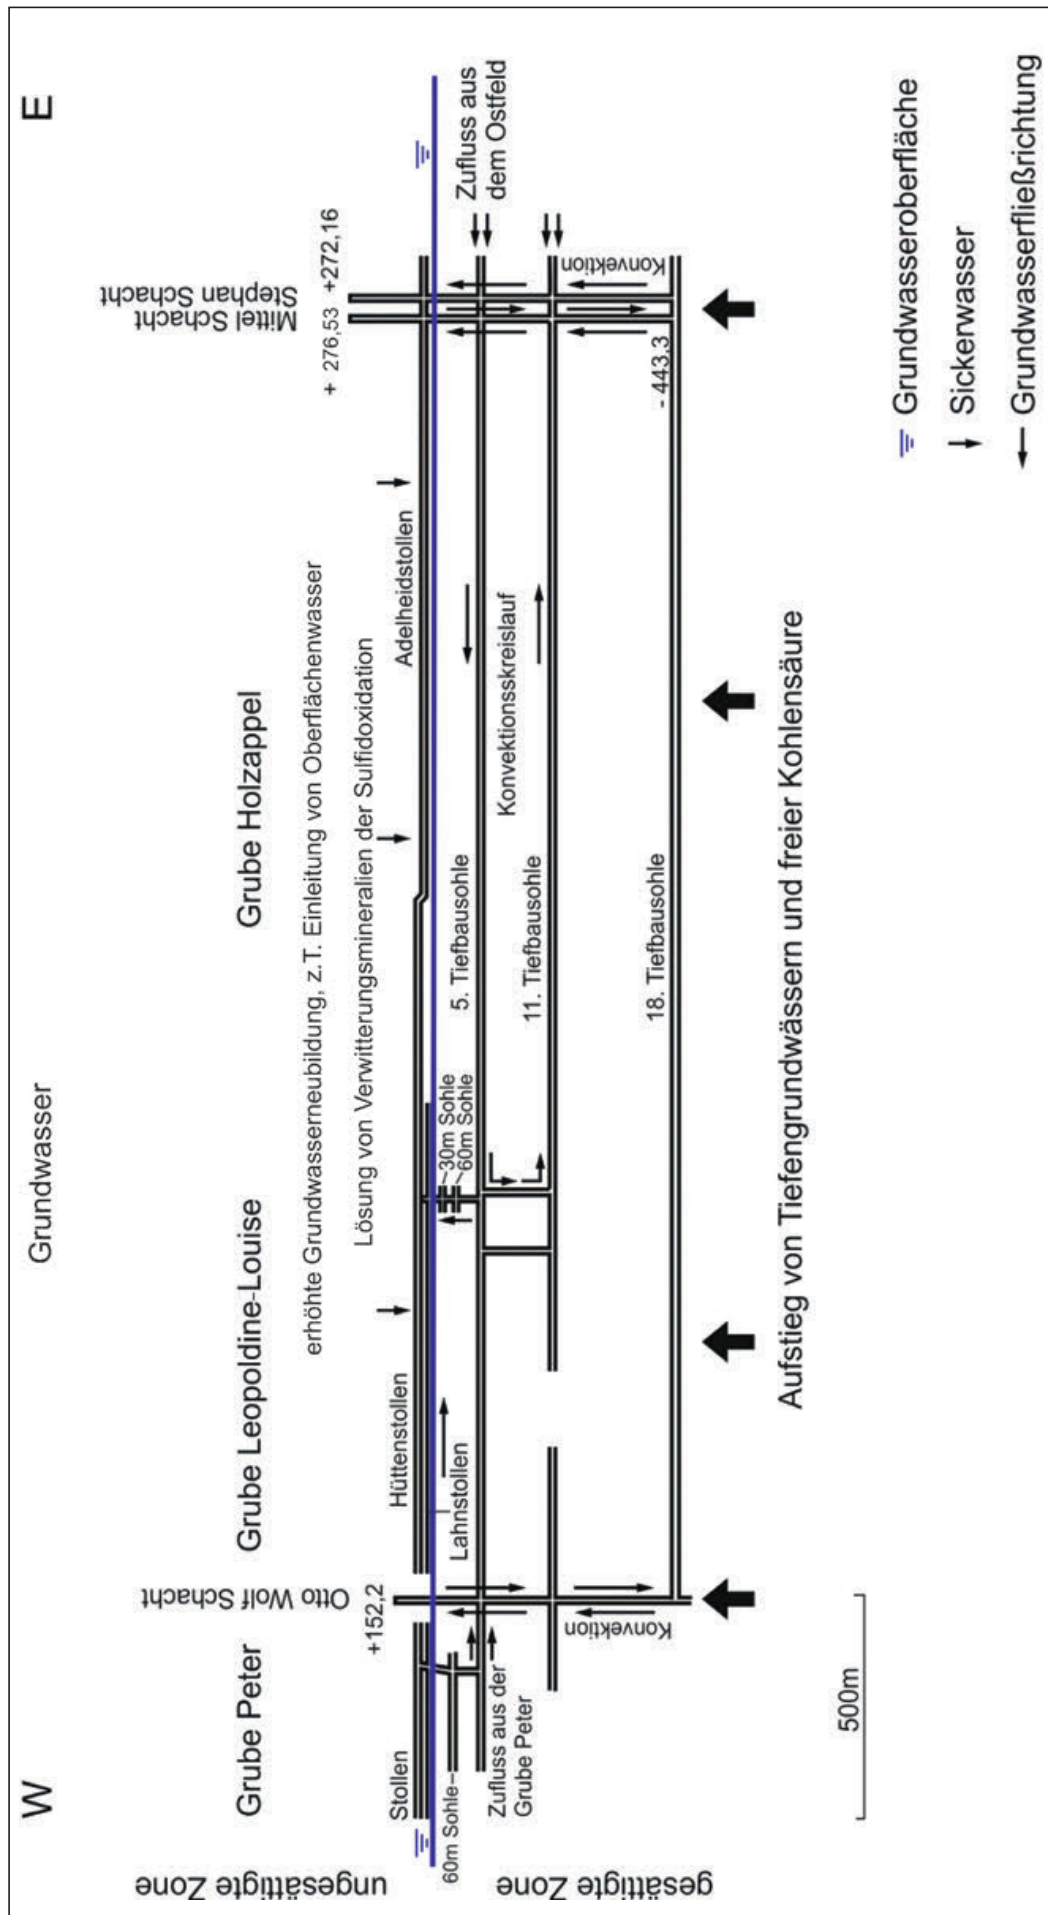 Grundwasser
W
E
Grube Peter
Grube Leopoldine-Louise
Grube Holzappel
ungesättigte Zone
gesättigte Zone
Otto Wolf Schacht
+152,2
Mittel Schacht
Stephan Schacht
+ 276,53
+272,16
erhöhte Grundwasserneubildung, z.T. Einleitung von Oberflächenwasser
Lösung von Verwitterungsmineralien der Sulfidoxidation
Stollen
Hüttenstollen
Adelheidstollen
60m Sohle
Lahnstollen
30m Sohle
60m Sohle
5. Tiefbausohle
Zufluss aus
dem Ostfeld
Zufluss aus der
Grube Peter
Konvektionsskreislauf
11. Tiefbausohle
Konvektion
Konvektion
18. Tiefbausohle
- 443,3
Aufstieg von Tiefengrundwässern und freier Kohlensäure
500m
Grundwasseroberfläche
Sickerwasser
Grundwasserfließrichtung